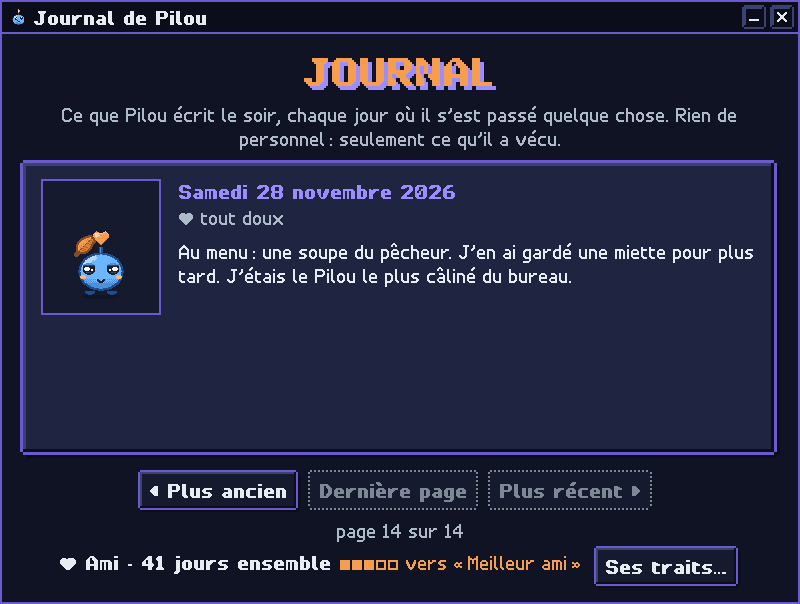 Journal de Pilou
JOURNAL
Ce que Pilou écrit le soir, chaque jour où il s’est passé quelque chose. Rien de
personnel : seulement ce qu’il a vécu.
Samedi 28 novembre 2026
♥ tout doux
Au menu : une soupe du pêcheur. J’en ai gardé une miette pour plus
tard. J’étais le Pilou le plus câliné du bureau.
Plus ancien
Dernière page
Plus récent
page 14 sur 14
♥ Ami - 41 jours ensemble ■■■□□ vers « Meilleur ami »
Ses traits…